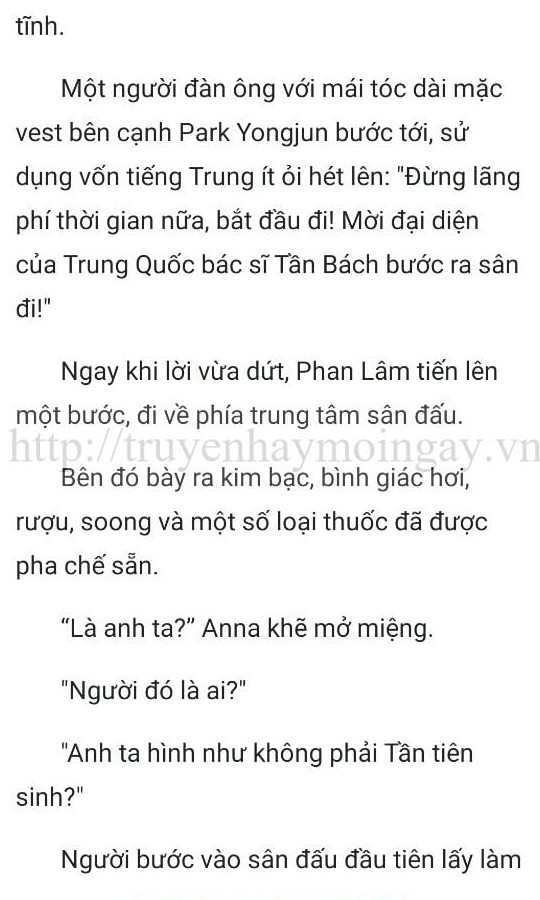 tĩnh.
Một người đàn ông với mái tóc dài mặc
vest bên cạnh Park Yongjun bước tới, sử
dụng vốn tiếng Trung ít ỏi hét lên: "Đừng lãng
phí thời gian nữa, bắt đầu đi! Mời đại diện
của Trung Quốc bác sĩ Tần Bách bước ra sân
đi!"
Ngay khi lời vừa dứt, Phan Lâm tiến lên
một bước, đi về phía trung tâm sân đấu.
http://truyenhaymoingay.vn
Bên đó bày ra kim bạc, bình giác hơi,
rượu, soong và một số loại thuốc đã được
pha chế sẵn.
“Là anh ta?” Anna khẽ mở miệng.
"Người đó là ai?"
"Anh ta hình như không phải Tần tiên
sinh?"
Người bước vào sân đấu đầu tiên lấy làm